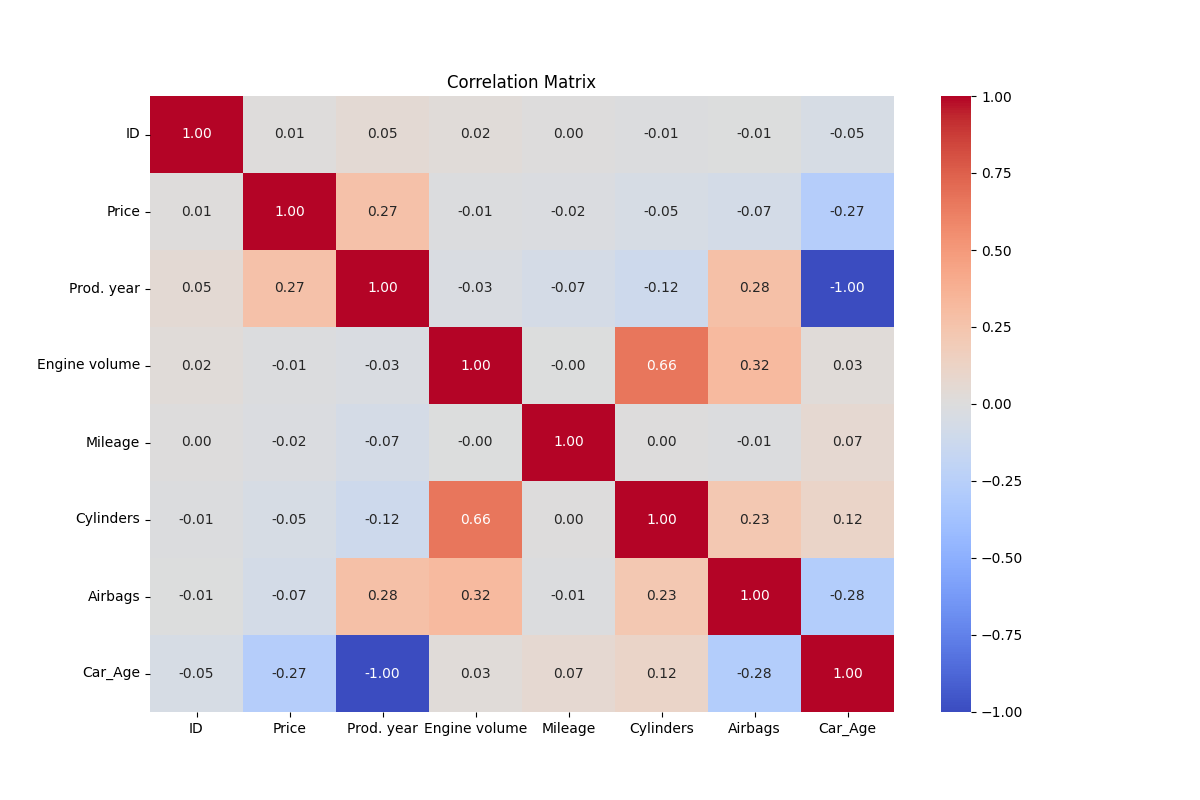 Correlation Matrix
ID 1.00 0.01 0.05 0.02 0.00 -0.01 -0.01 -0.05
Price 0.01 1.00 0.27 -0.01 -0.02 -0.05 -0.07 -0.27
Prod. year 0.05 0.27 1.00 -0.03 -0.07 -0.12 0.28 -1.00
Engine volume 0.02 -0.01 -0.03 1.00 -0.00 0.66 0.32 0.03
Mileage 0.00 -0.02 -0.07 -0.00 1.00 0.00 -0.01 0.07
Cylinders -0.01 -0.05 -0.12 0.66 0.00 1.00 0.23 0.12
Airbags -0.01 -0.07 0.28 0.32 -0.01 0.23 1.00 -0.28
Car_Age -0.05 -0.27 -1.00 0.03 0.07 0.12 -0.28 1.00
ID Price Prod. year Engine volume Mileage Cylinders Airbags Car_Age
1.00
0.75
0.50
0.25
0.00
−0.25
−0.50
−0.75
−1.00